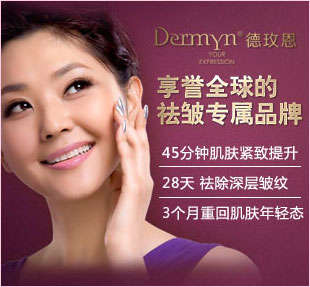 Dermyn® 德玫恩
YOUR
EXPRESSION
享誉全球的
祛皱专属品牌
45分钟肌肤紧致提升
28天 祛除深层皱纹
3个月重回肌肤年轻态